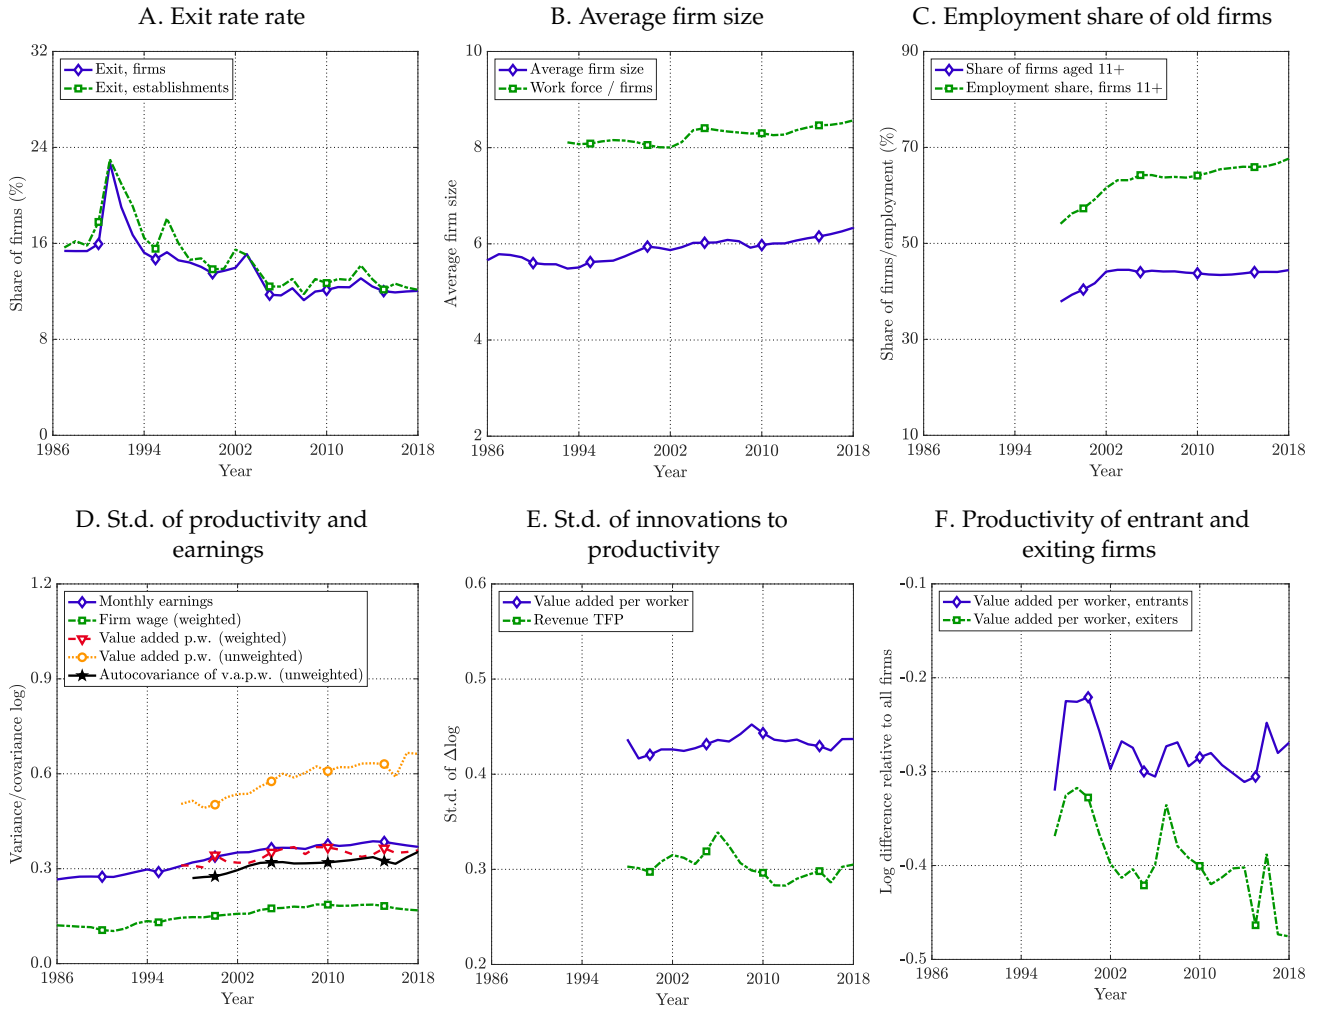 A. Exit rate rate
Exit, firms
Exit, establishments
Share of firms (%)
32
24
16
8
0
1986
1994
2002
2010
2018
Year
B. Average firm size
Average firm size
Work force / firms
Average firm size
10
8
6
4
2
1986
1994
2002
2010
2018
Year
C. Employment share of old firms
Share of firms aged 11+
Employment share, firms 11+
Share of firms/employment (%)
90
70
50
30
10
1986
1994
2002
2010
2018
Year
D. St.d. of productivity and
earnings
Monthly earnings
Firm wage (weighted)
Value added p.w. (weighted)
Value added p.w. (unweighted)
Autocovariance of v.a.p.w. (unweighted)
Variance/covariance log)
1.2
0.9
0.6
0.3
0.0
1986
1994
2002
2010
2018
Year
E. St.d. of innovations to
productivity
Value added per worker
Revenue TFP
St.d. of Δlog
0.6
0.5
0.4
0.3
0.2
1986
1994
2002
2010
2018
Year
F. Productivity of entrant and
exiting firms
Value added per worker, entrants
Value added per worker, exiters
Log difference relative to all firms
-0.1
-0.2
-0.3
-0.4
-0.5
1986
1994
2002
2010
2018
Year